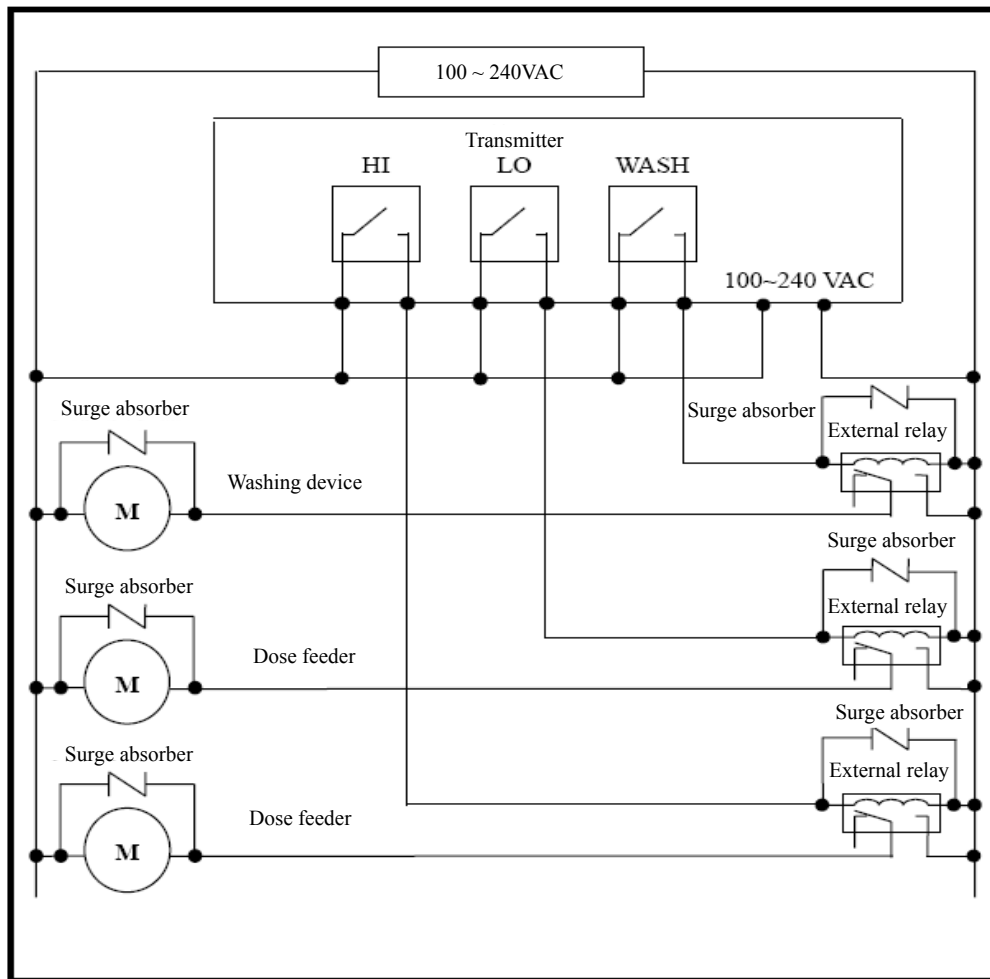 100 ~ 240VAC
Transmitter
HI
LO
WASH
100~240 VAC
Surge absorber
Surge absorber
External relay
Washing device
M
Surge absorber
Surge absorber
External relay
Dose feeder
M
Surge absorber
Surge absorber
External relay
Dose feeder
M